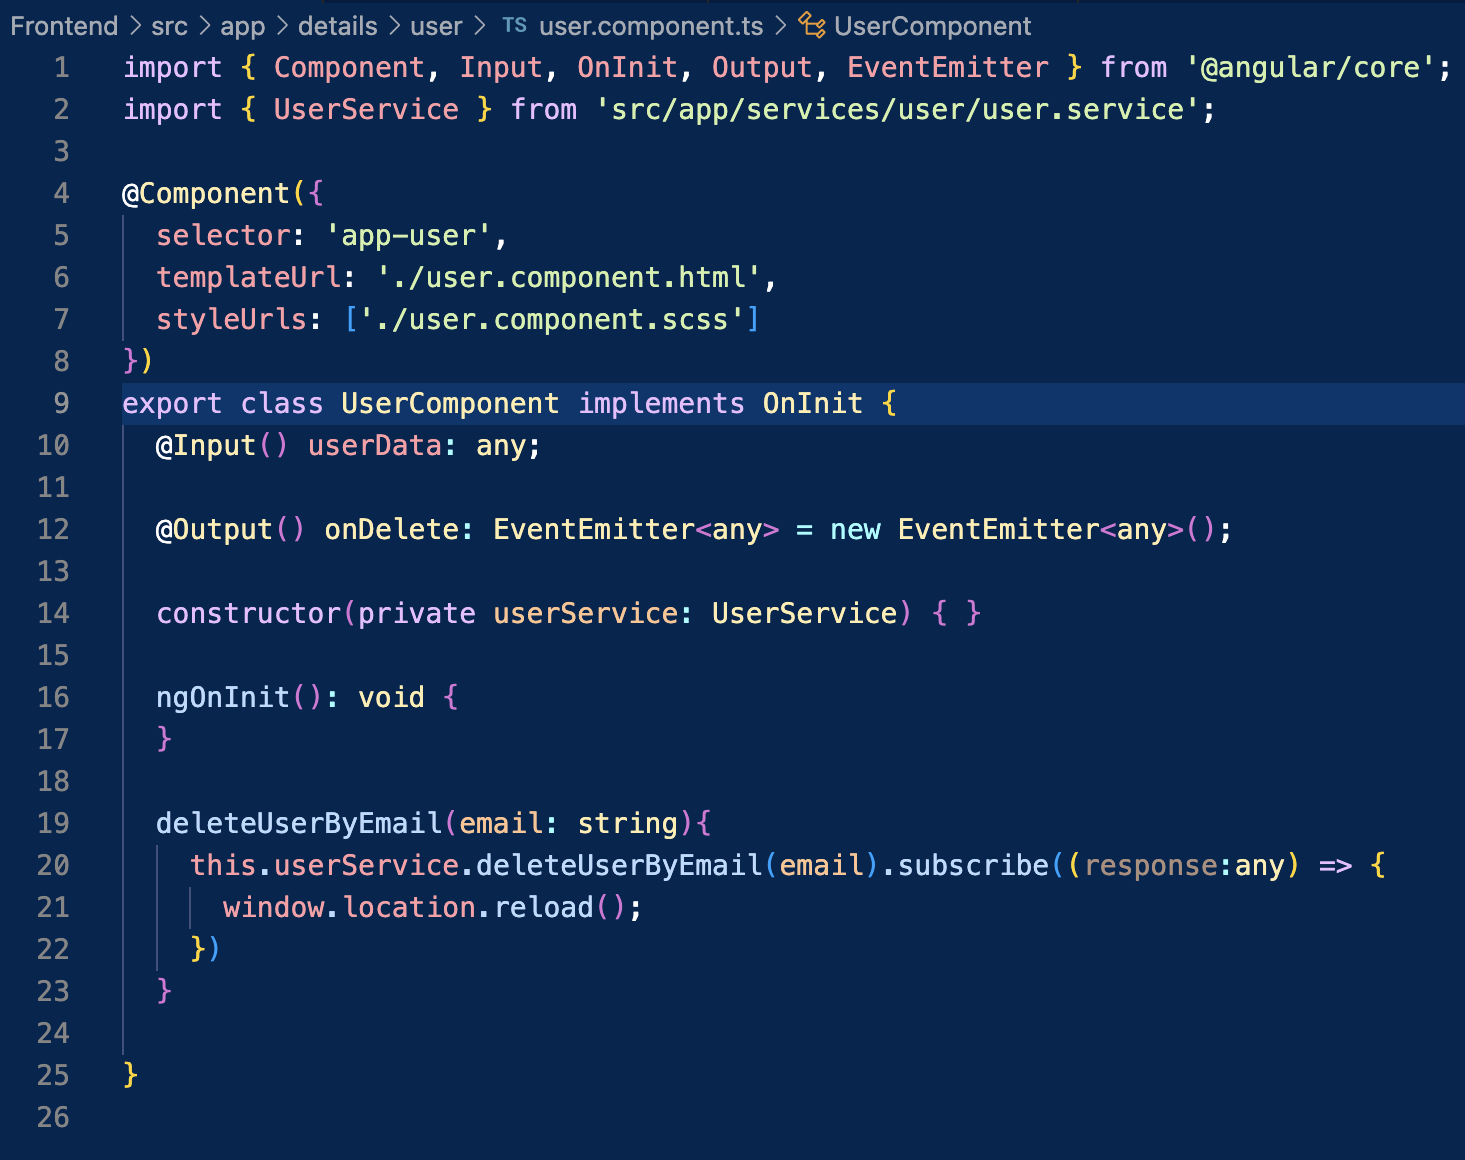 Frontend > src > app > details > user > TS user.component.ts > UserComponent
1 import { Component, Input, OnInit, Output, EventEmitter } from '@angular/core';
2 import { UserService } from 'src/app/services/user/user.service';
3
4 @Component({
5   selector: 'app-user',
6   templateUrl: './user.component.html',
7   styleUrls: ['./user.component.scss']
8 })
9 export class UserComponent implements OnInit {
10   @Input() userData: any;
11
12   @Output() onDelete: EventEmitter<any> = new EventEmitter<any>();
13
14   constructor(private userService: UserService) { }
15
16   ngOnInit(): void {
17   }
18
19   deleteUserByEmail(email: string){
20     this.userService.deleteUserByEmail(email).subscribe((response:any) => {
21       window.location.reload();
22     })
23   }
24
25 }
26